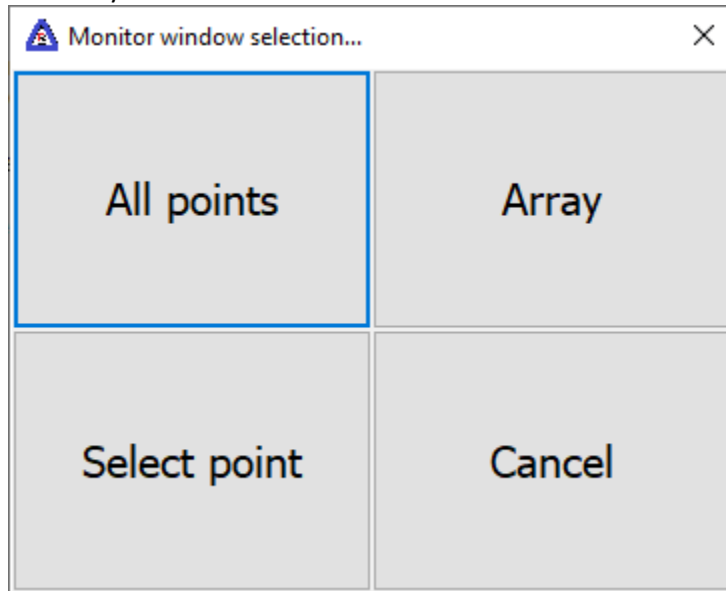 Monitor window selection...
All points
Array
Select point
Cancel